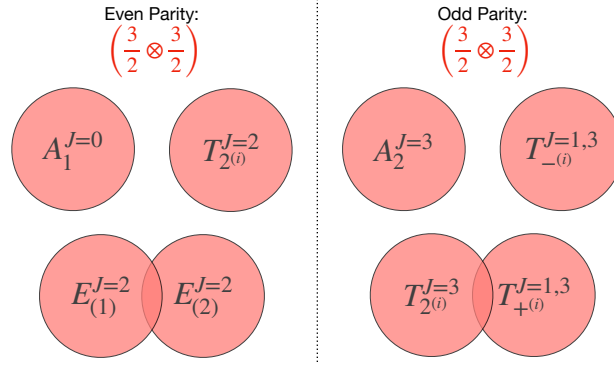 Even Parity: Odd Parity:
(3/2 ⊗ 3/2) (3/2 ⊗ 3/2)
A_1^{J=0} T_{2^{(i)}}^{J=2} A_2^{J=3} T_{-^{(i)}}^{J=1,3}
E_{(1)}^{J=2} E_{(2)}^{J=2} T_{2^{(i)}}^{J=3} T_{+^{(i)}}^{J=1,3}